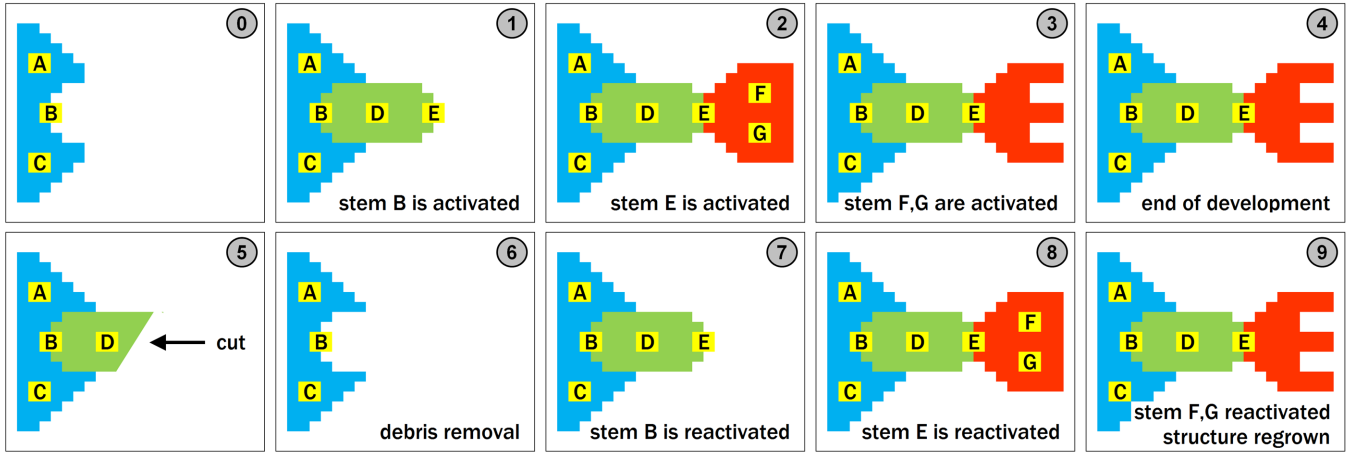 0
A
B
C
1
A
B D E
C
stem B is activated
2
A
F
B D E
G
C
stem E is activated
3
A
B D E
C
stem F,G are activated
4
A
B D E
C
end of development
5
A
B D
cut
C
6
A
B
C
debris removal
7
A
B D E
C
stem B is reactivated
8
A
F
B D E
G
C
stem E is reactivated
9
A
B D E
C
stem F,G reactivated
structure regrown